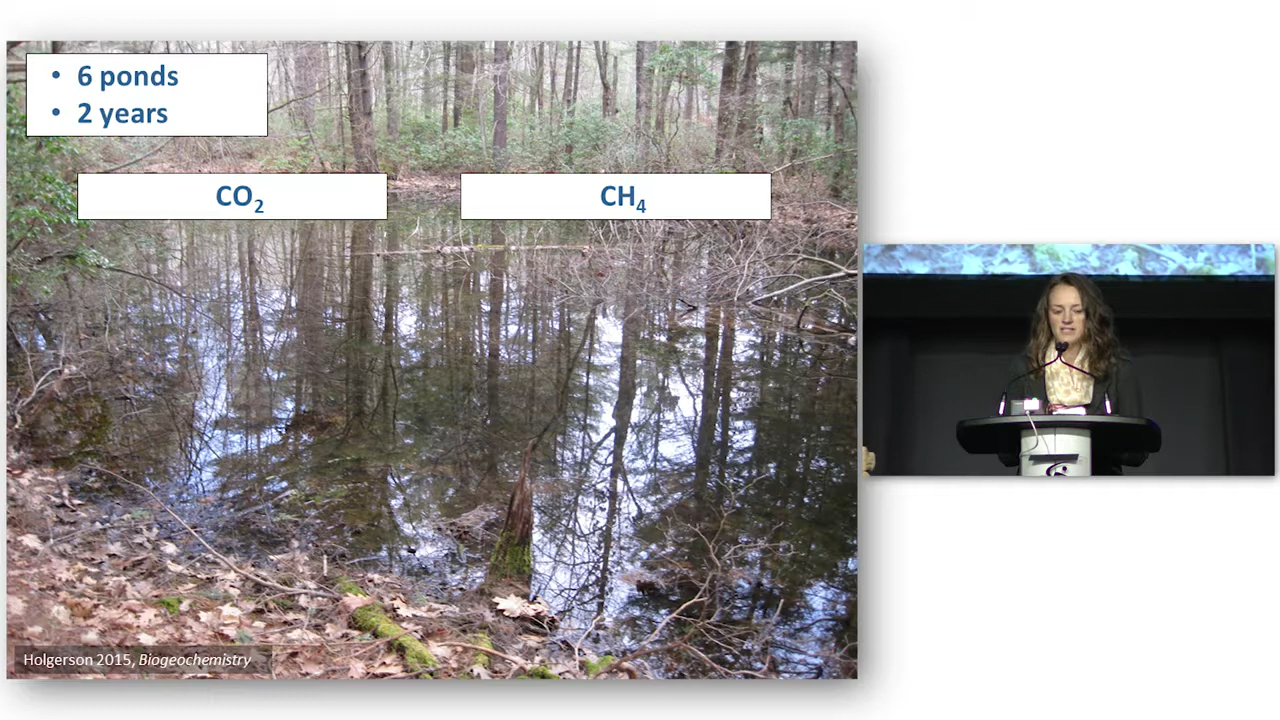 • 6 ponds
• 2 years
CO₂ CH₄
Holgerson 2015, Biogeochemistry